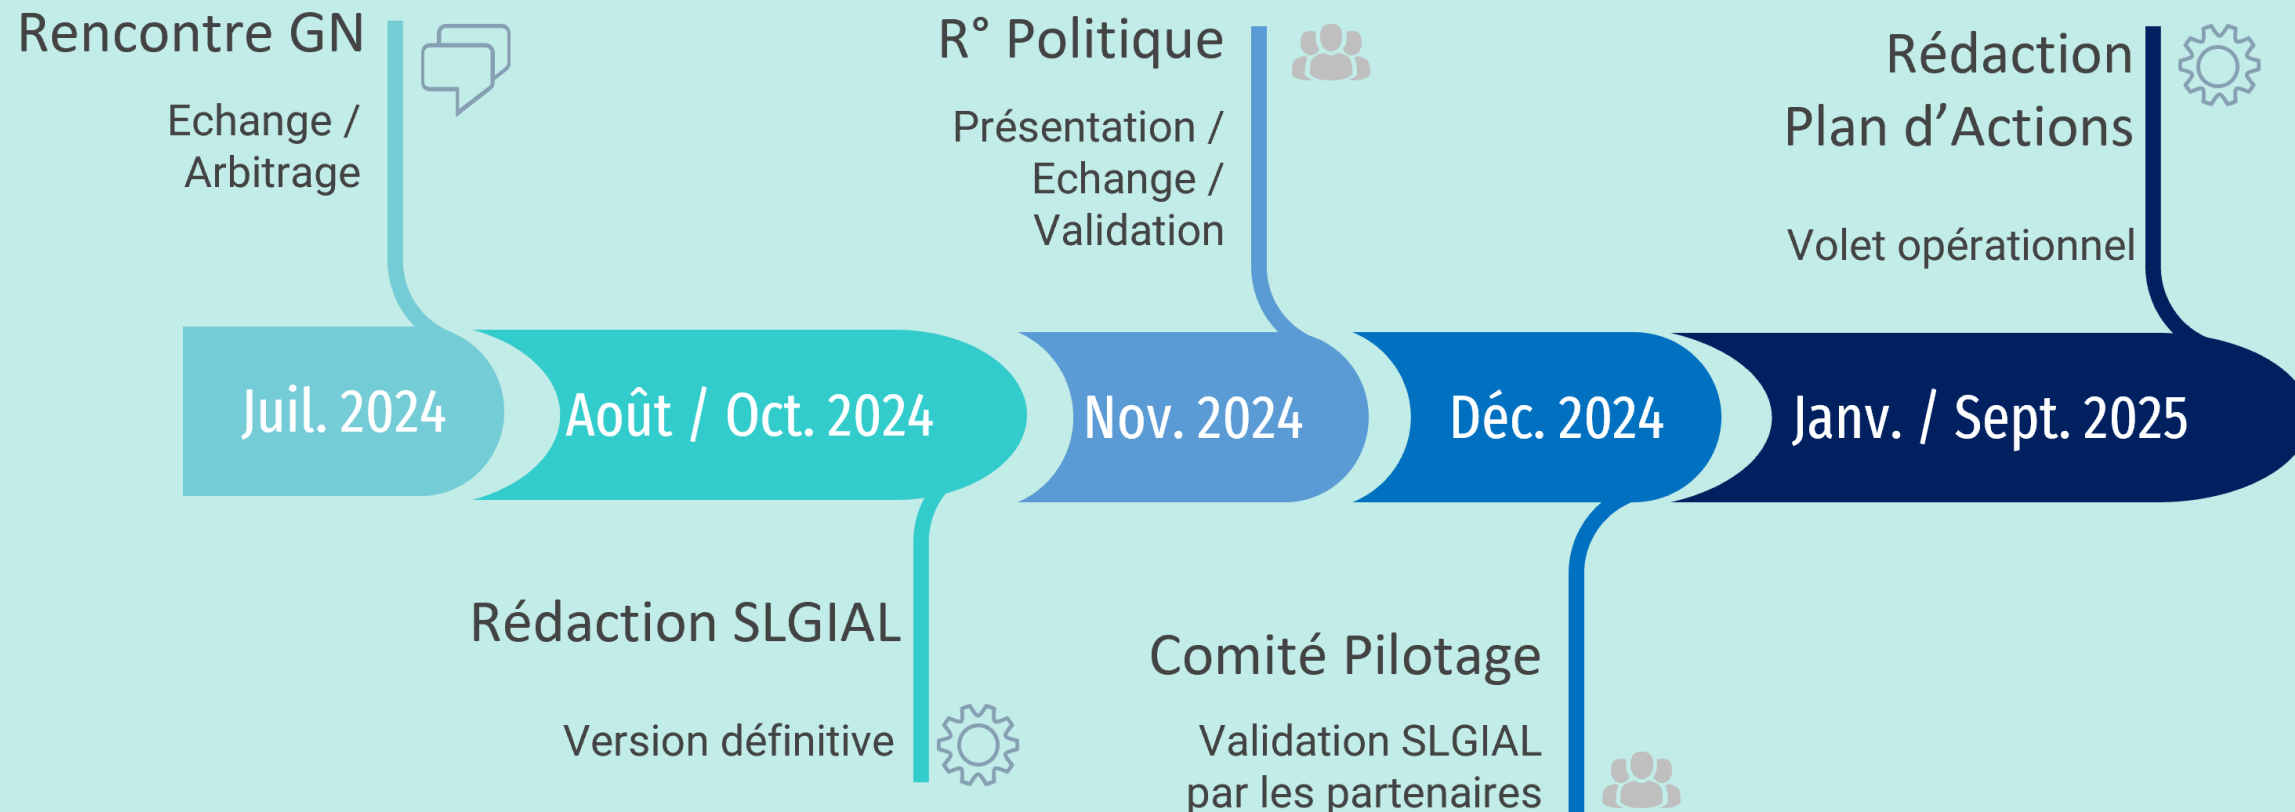 Rencontre GN
Echange /
Arbitrage
R° Politique
Présentation /
Echange /
Validation
Rédaction
Plan d’Actions
Volet opérationnel
Juil. 2024
Août / Oct. 2024
Nov. 2024
Déc. 2024
Janv. / Sept. 2025
Rédaction SLGIAL
Version définitive
Comité Pilotage
Validation SLGIAL
par les partenaires